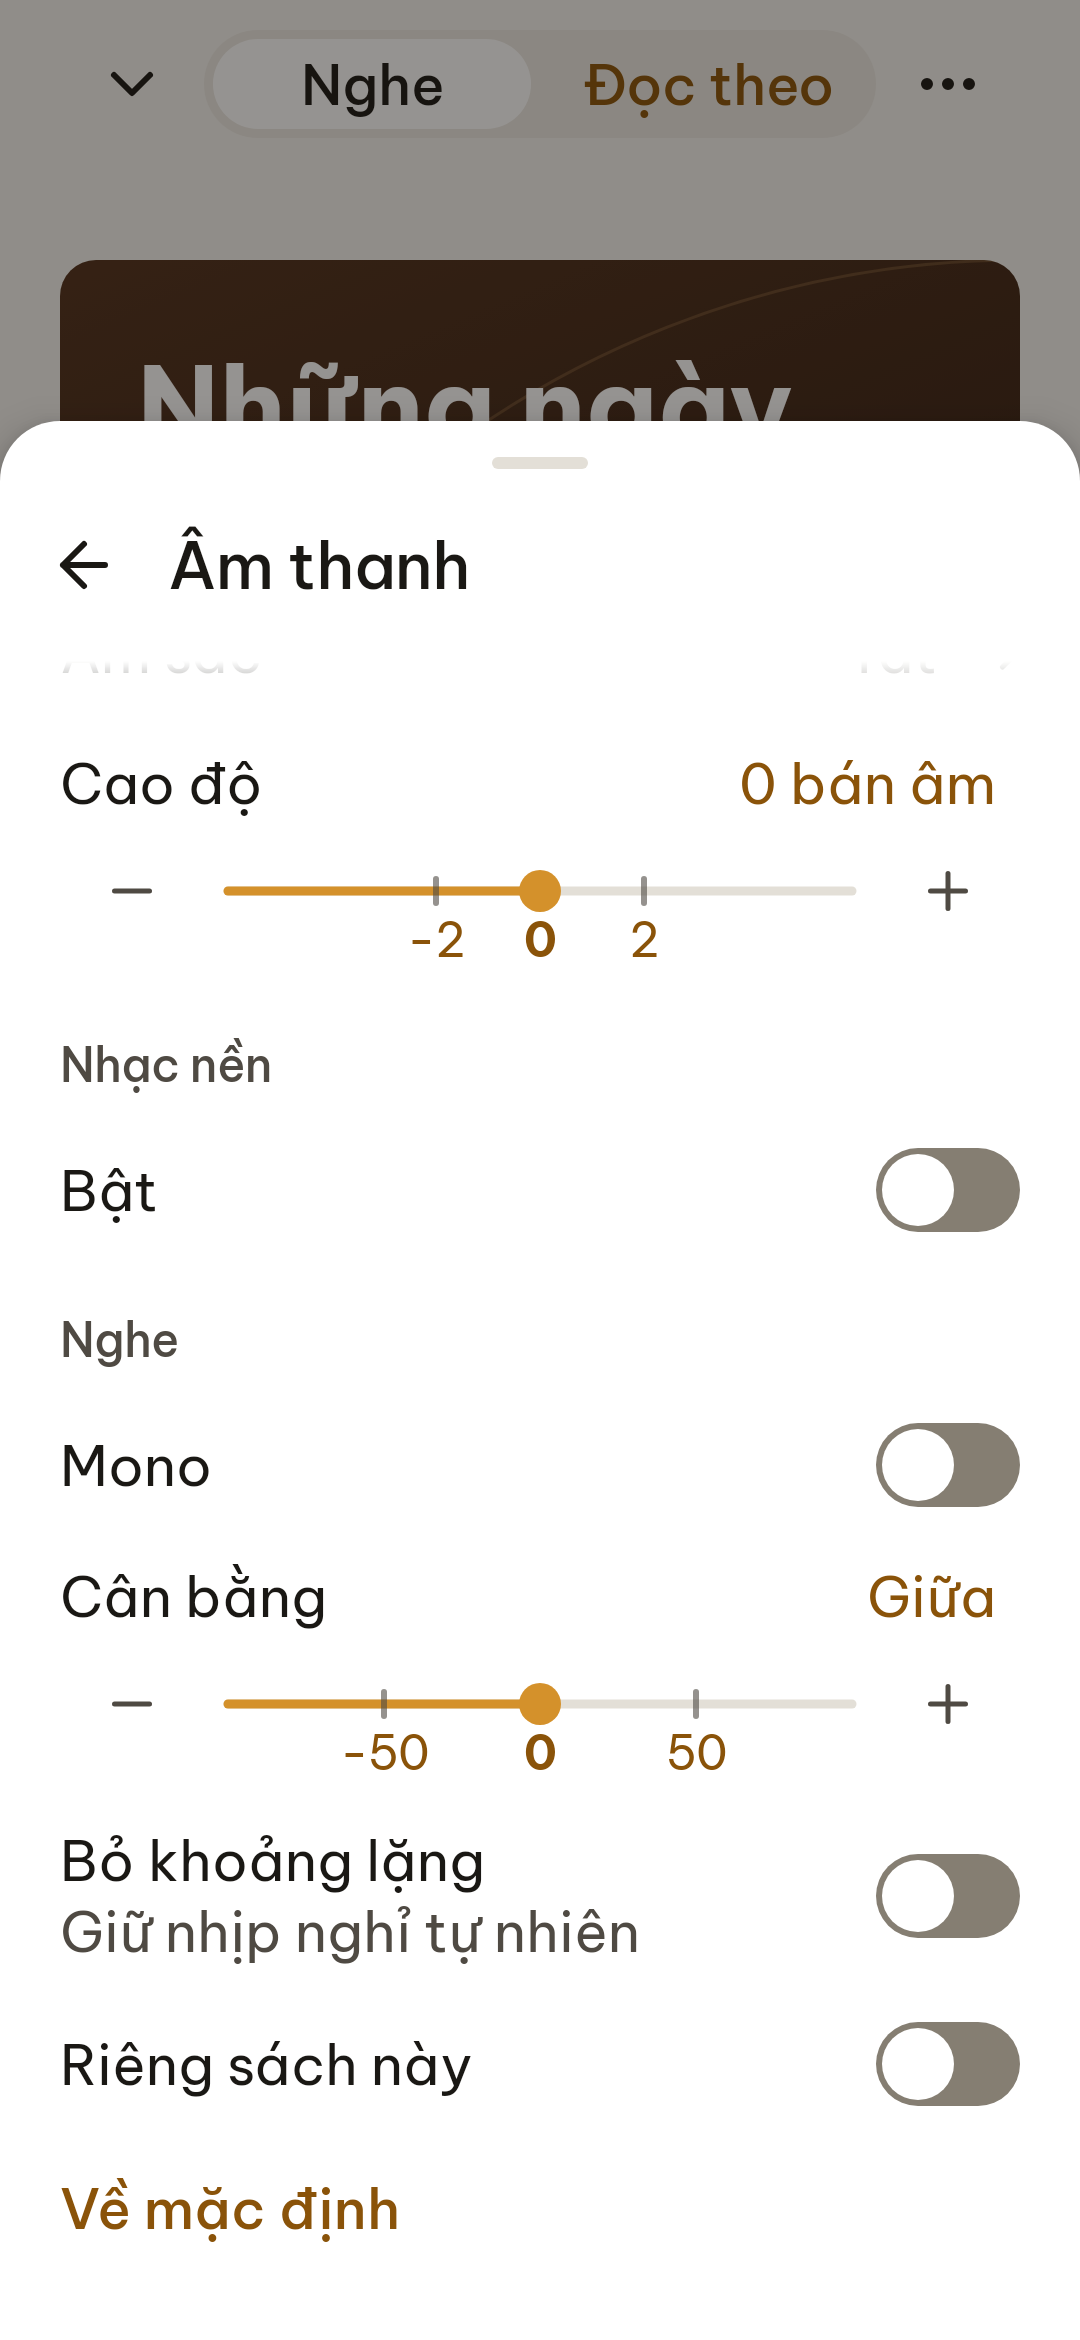 Nghe
Đọc theo
Những ngày
Âm thanh
Cao độ
0 bán âm
-2 0 2
Nhạc nền
Bật
Nghe
Mono
Cân bằng
Giữa
-50 0 50
Bỏ khoảng lặng
Giữ nhịp nghỉ tự nhiên
Riêng sách này
Về mặc định